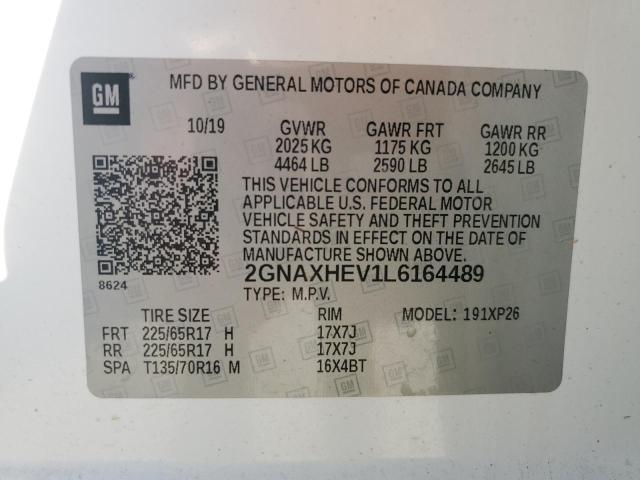 GM
MFD BY GENERAL MOTORS OF CANADA COMPANY
10/19 GVWR GAWR FRT GAWR RR
2025 KG 1175 KG 1200 KG
4464 LB 2590 LB 2645 LB
THIS VEHICLE CONFORMS TO ALL
APPLICABLE U.S. FEDERAL MOTOR
VEHICLE SAFETY AND THEFT PREVENTION
STANDARDS IN EFFECT ON THE DATE OF
MANUFACTURE SHOWN ABOVE.
8624 2GNAXHEV1L6164489
TYPE: M.P.V.
TIRE SIZE RIM MODEL: 191XP26
FRT 225/65R17 H 17X7J
RR 225/65R17 H 17X7J
SPA T135/70R16 M 16X4BT